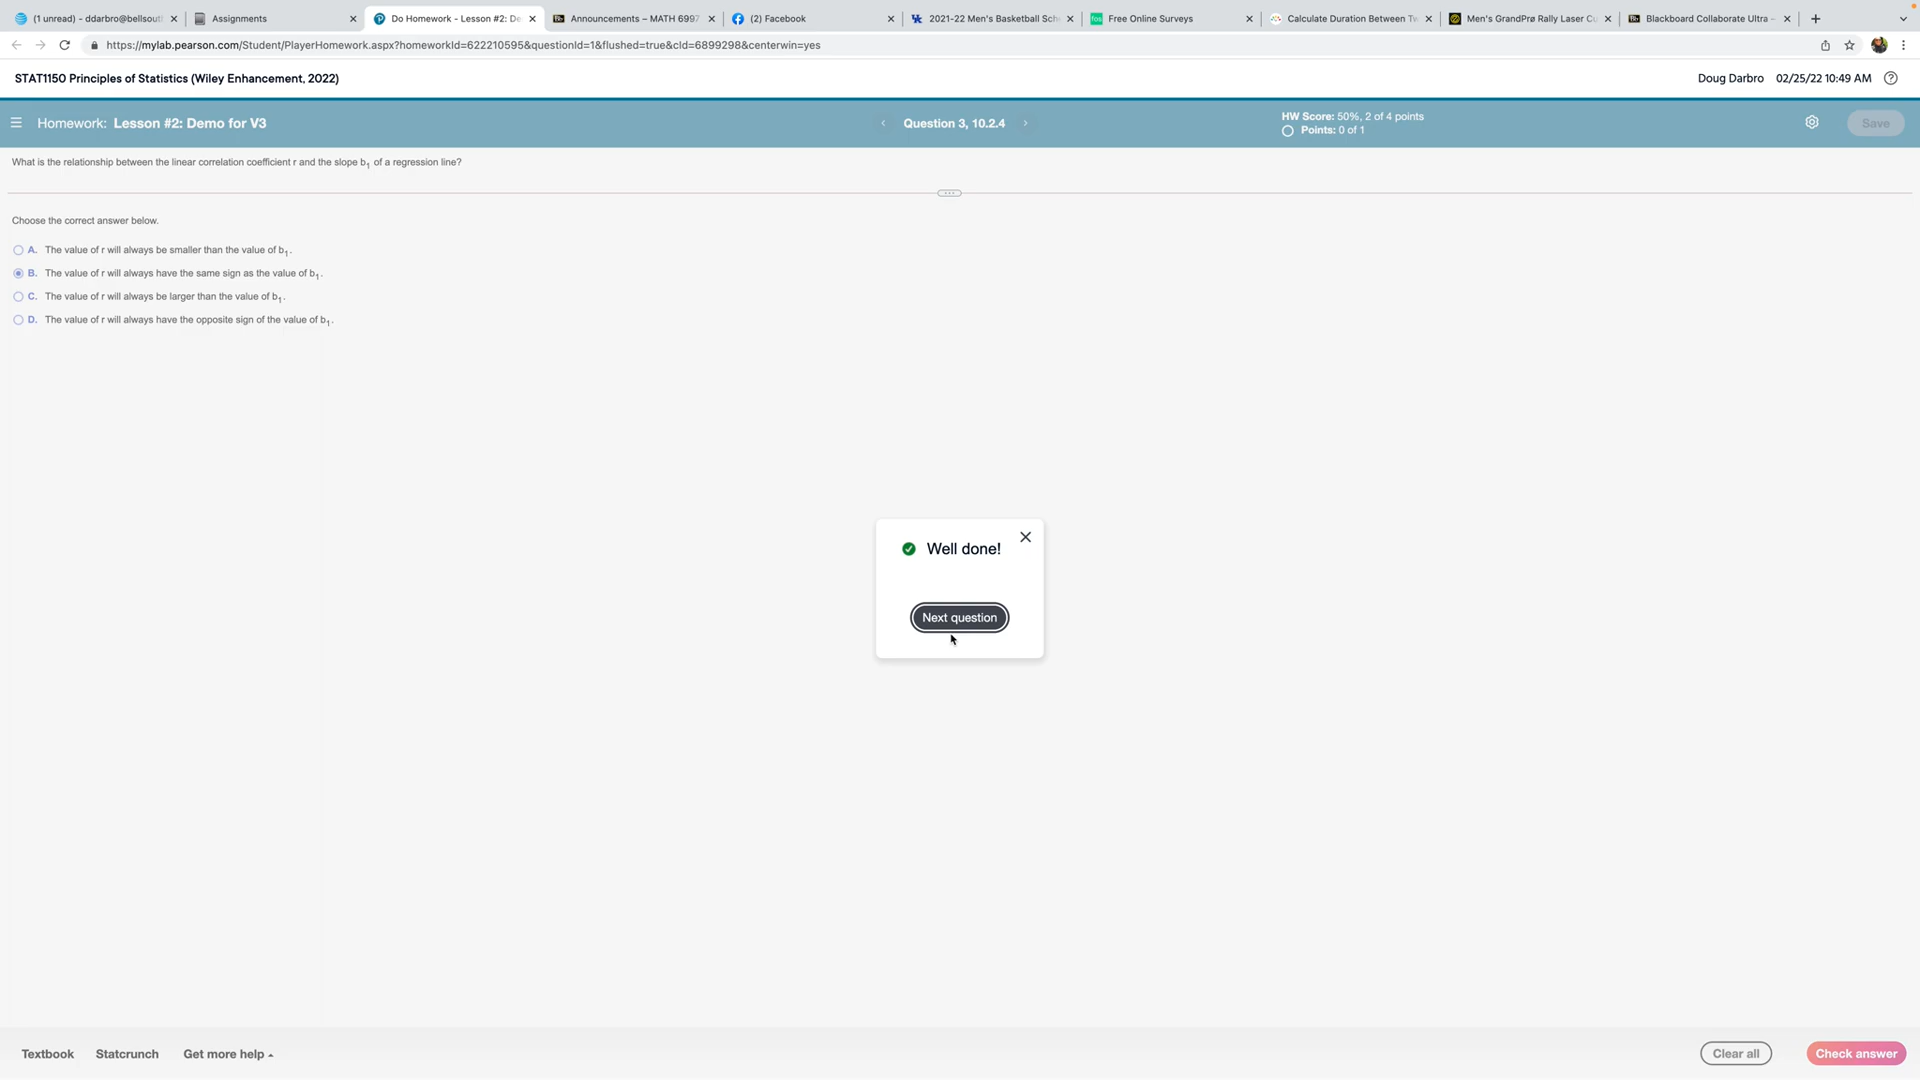 (1 unread) - ddarbro@bellsout
Assignments
Do Homework - Lesson #2: De
Announcements – MATH 6997
(2) Facebook
2021-22 Men's Basketball Sch
Free Online Surveys
Calculate Duration Between Tw
Men's GrandPrø Rally Laser Cu
Blackboard Collaborate Ultra –
https://mylab.pearson.com/Student/PlayerHomework.aspx?homeworkId=622210595&questionId=1&flushed=true&cId=6899298&centerwin=yes
STAT1150 Principles of Statistics (Wiley Enhancement, 2022)
Doug Darbro 02/25/22 10:49 AM
Homework: Lesson #2: Demo for V3
Question 3, 10.2.4
HW Score: 50%, 2 of 4 points
Points: 0 of 1
Save
What is the relationship between the linear correlation coefficient r and the slope b1 of a regression line?
Choose the correct answer below.
A. The value of r will always be smaller than the value of b1.
B. The value of r will always have the same sign as the value of b1.
C. The value of r will always be larger than the value of b1.
D. The value of r will always have the opposite sign of the value of b1.
Well done!
Next question
Textbook
Statcrunch
Get more help
Clear all
Check answer